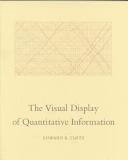 The Visual Display
of Quantitative Information
EDWARD R. TUFTE